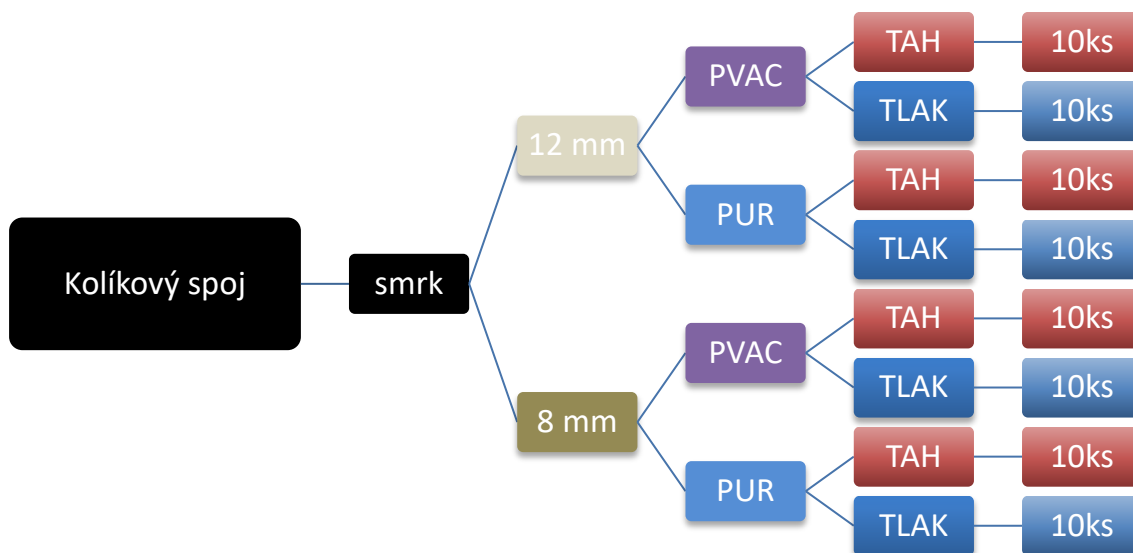 Kolíkový spoj
smrk
12 mm
PVAC
TAH
10ks
TLAK
10ks
PUR
TAH
10ks
TLAK
10ks
8 mm
PVAC
TAH
10ks
TLAK
10ks
PUR
TAH
10ks
TLAK
10ks